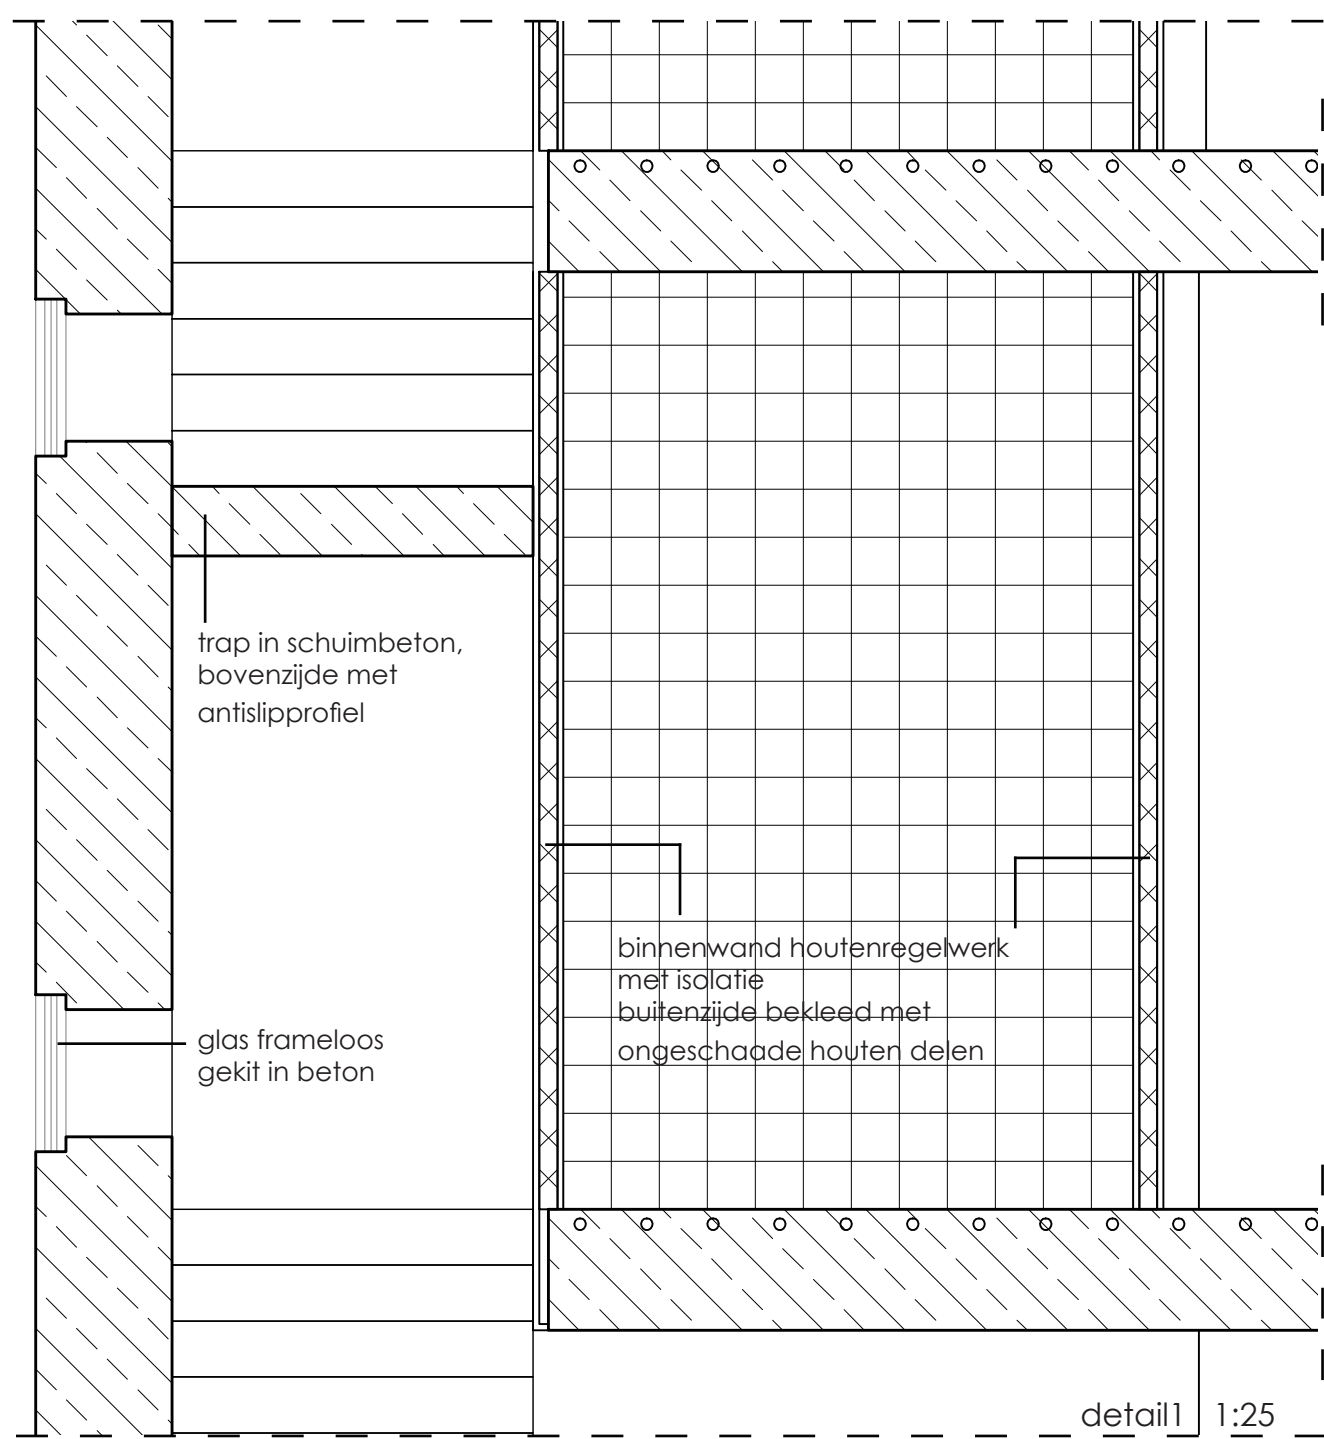 trap in schuimbeton,
bovenzijde met
antislipprofiel
binnenwand houtenregelwerk
met isolatie
buitenzijde bekleed met
ongeschaade houten delen
glas frameloos
gekit in beton
detail1 1:25